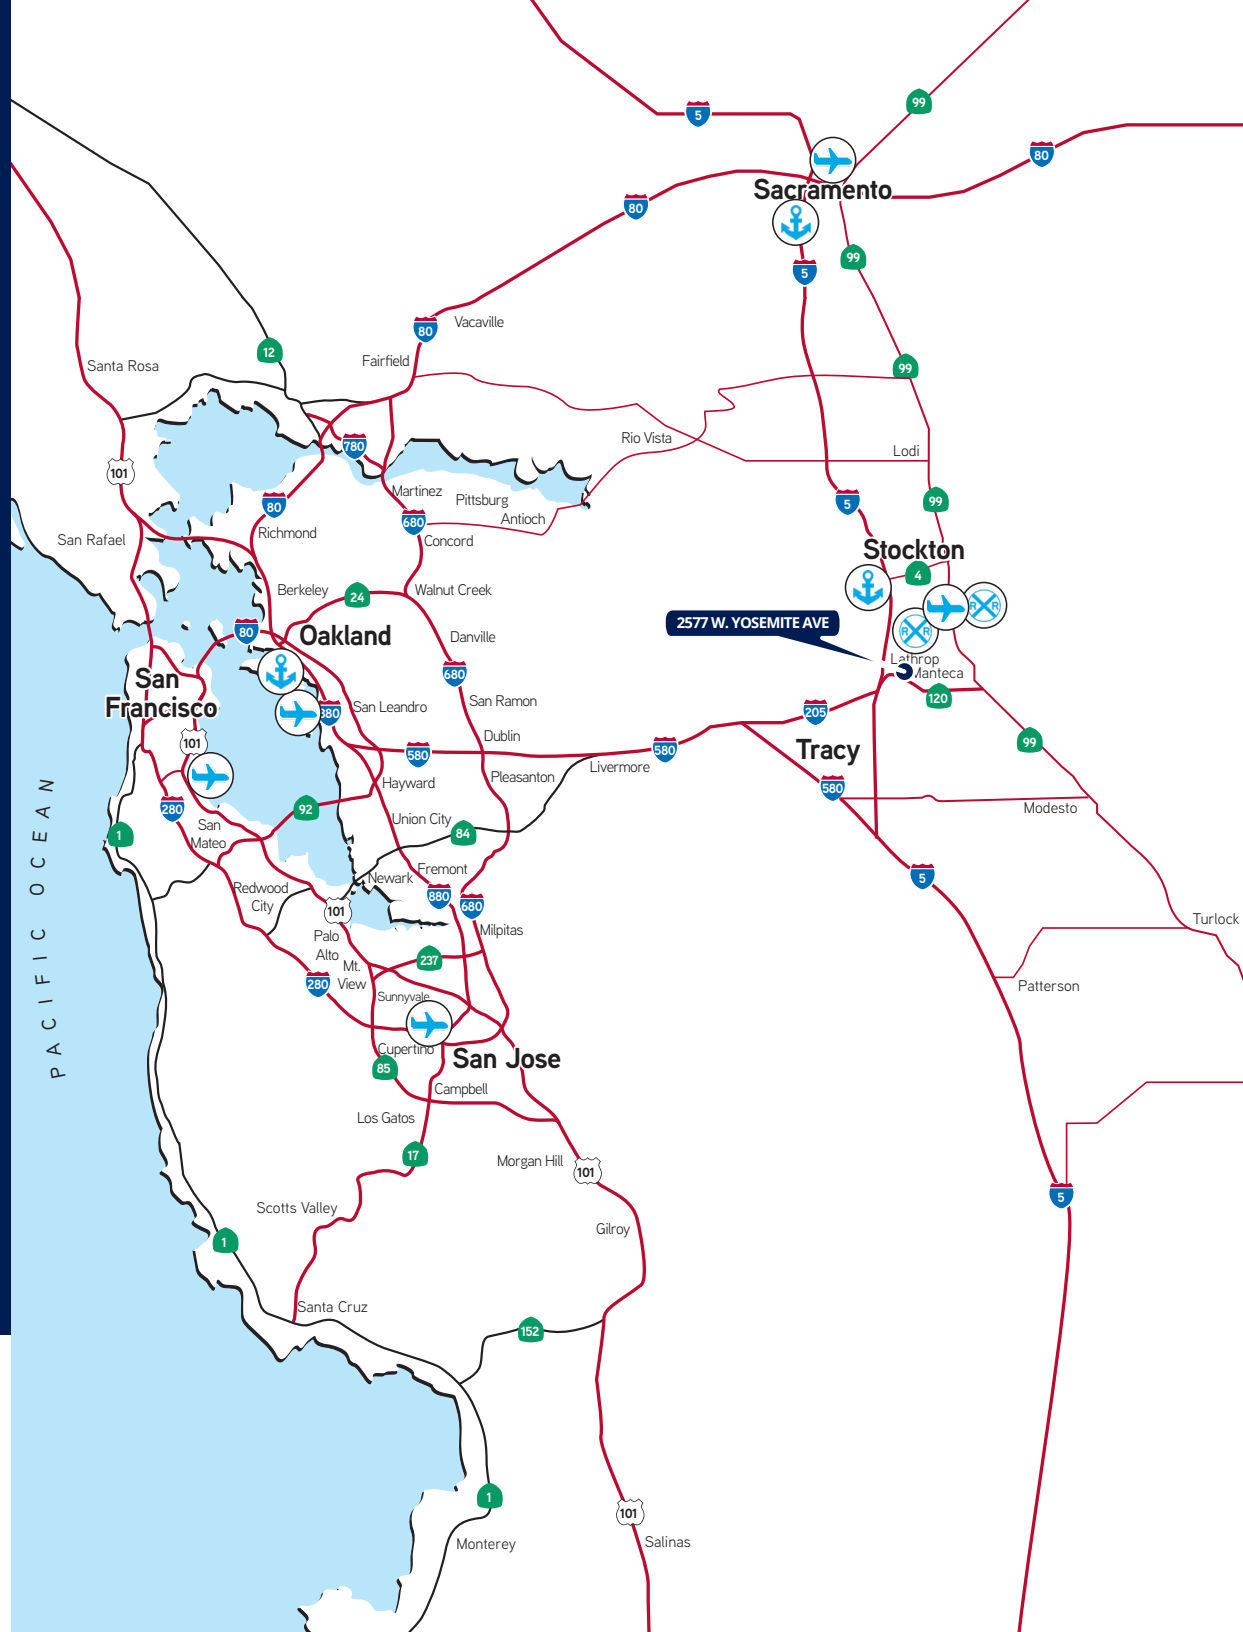 5
99
80
Sacramento
80
99
5
80
Vacaville
12
Fairfield
99
Santa Rosa
Rio Vista
780
Lodi
101
Martinez
Pittsburg
80
5
99
Antioch
680
Richmond
San Rafael
Concord
Stockton
4
Berkeley
24
Walnut Creek
R R
R R
2577 W. YOSEMITE AVE
80
Oakland
Danville
Lathrop
Manteca
680
San
Francisco
San Ramon
120
San Leandro
880
205
Dublin
101
99
580
580
Tracy
Livermore
Pleasanton
Hayward
580
280
92
Modesto
Union City
84
San
Mateo
1
PACIFIC OCEAN
Fremont
Newark
5
Redwood
City
880
680
101
Turlock
Milpitas
Palo
Alto
237
Mt.
View
280
Patterson
Sunnyvale
Cupertino
San Jose
85
Campbell
Los Gatos
17
Morgan Hill
101
5
Scotts Valley
Gilroy
1
Santa Cruz
152
1
101
Monterey
Salinas